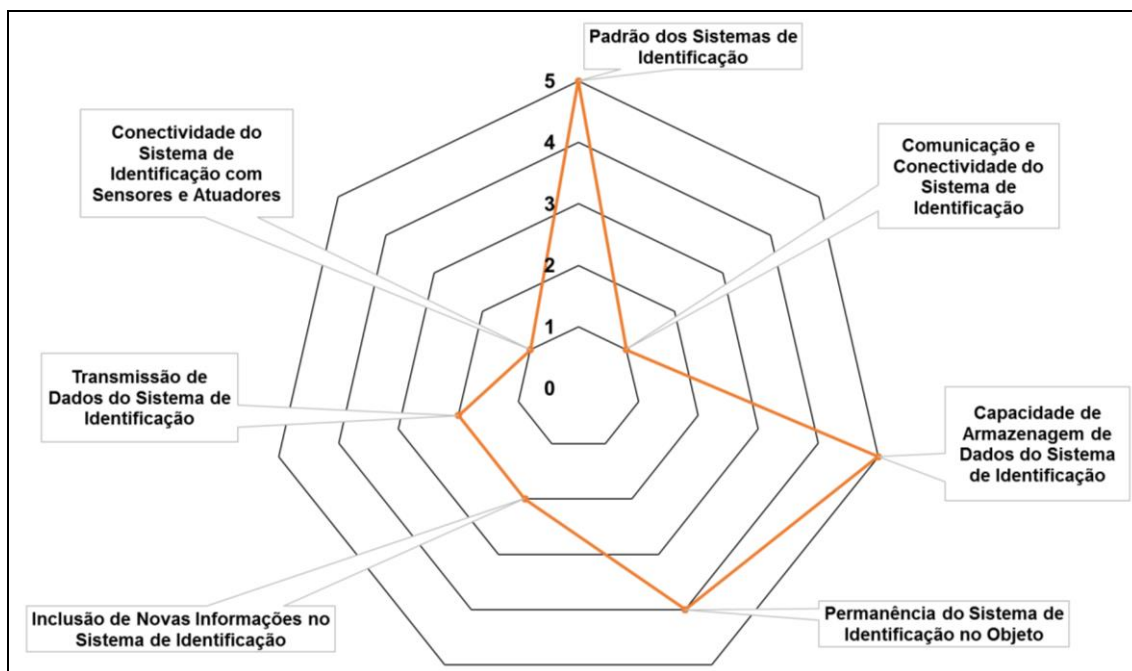 Padrão dos Sistemas de
Identificação
5
4
3
2
1
0
Conectividade do
Sistema de
Identificação com
Sensores e Atuadores
Comunicação e
Conectividade do
Sistema de
Identificação
Transmissão de
Dados do Sistema de
Identificação
Capacidade de
Armazenagem de
Dados do Sistema
de Identificação
Inclusão de Novas Informações no
Sistema de Identificação
Permanência do Sistema de
Identificação no Objeto